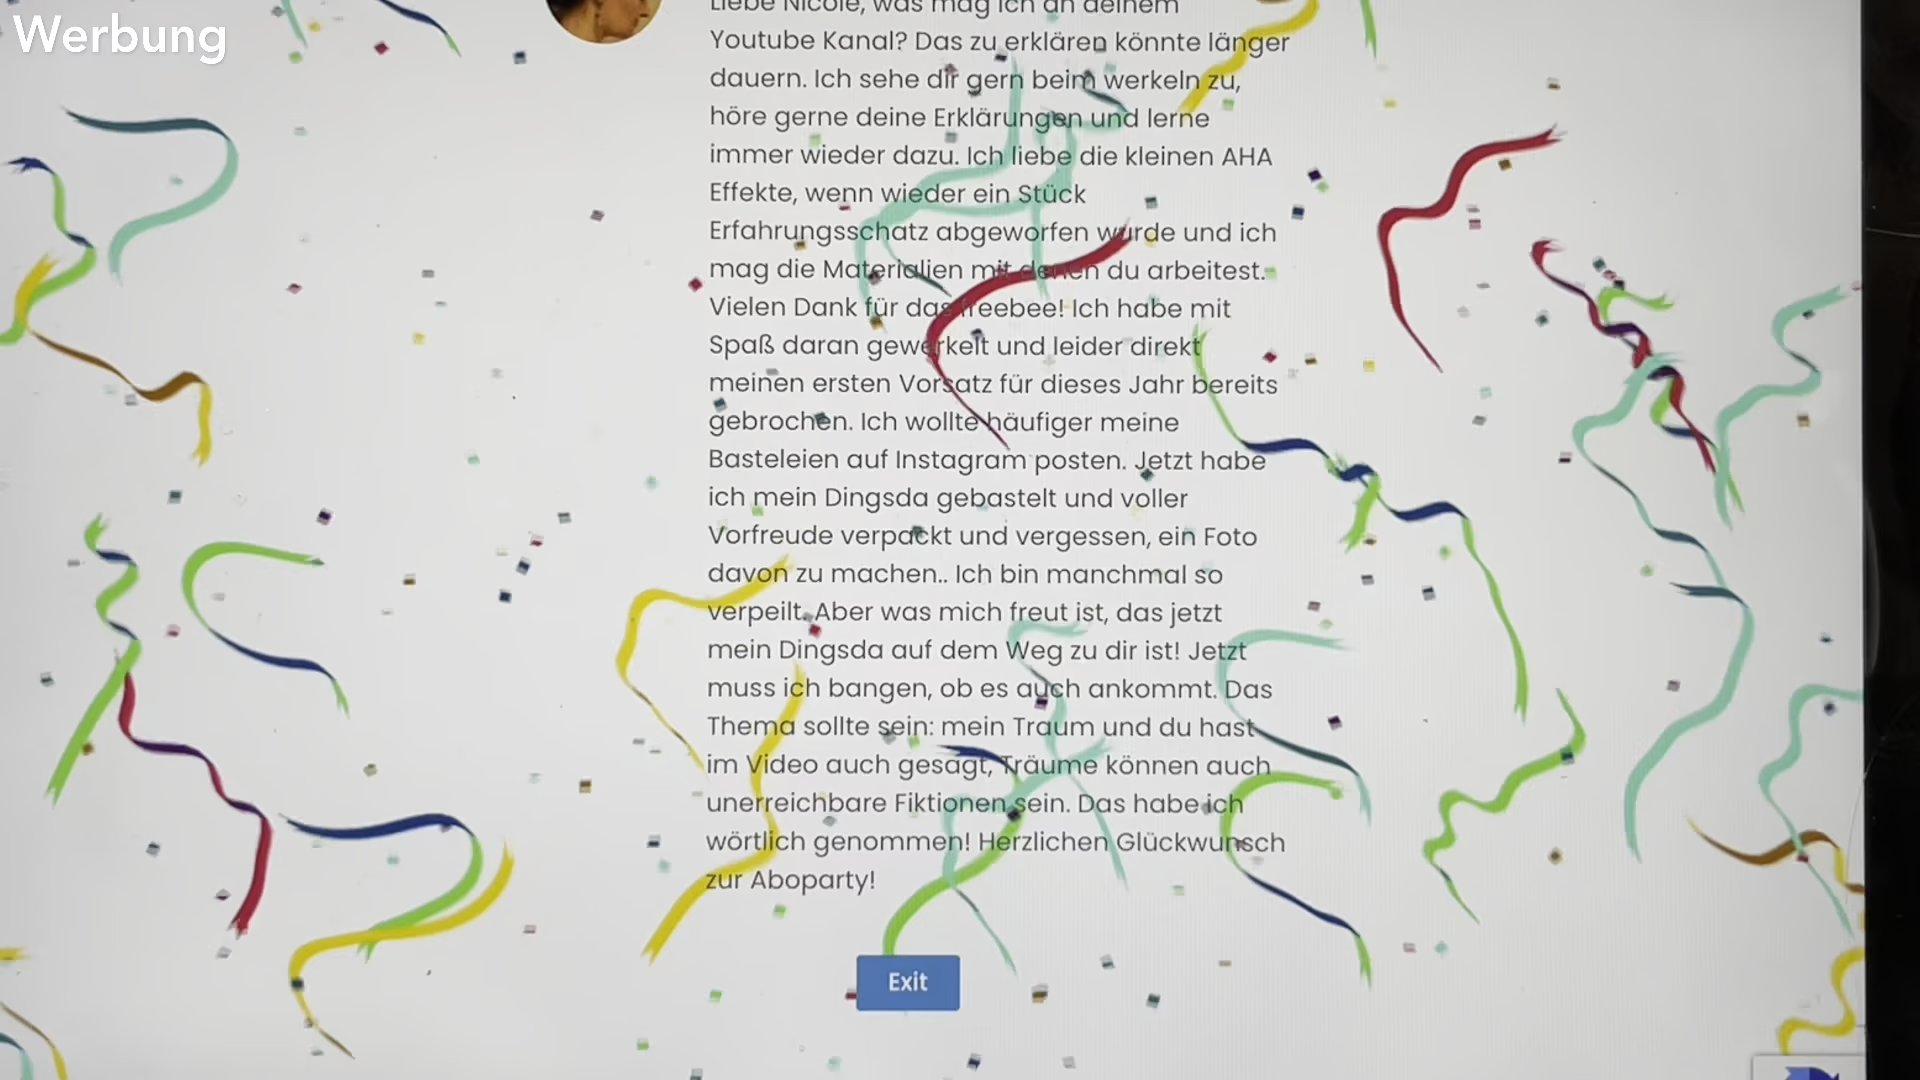 Werbung
Liebe Nicole, was mag ich an deinem
Youtube Kanal? Das zu erklären könnte länger
dauern. Ich sehe dir gern beim werkeln zu,
höre gerne deine Erklärungen und lerne
immer wieder dazu. Ich liebe die kleinen AHA
Effekte, wenn wieder ein Stück
Erfahrungsschatz abgeworfen wurde und ich
mag die Materialien mit denen du arbeitest.
Vielen Dank für das freebee! Ich habe mit
Spaß daran gewerkelt und leider direkt
meinen ersten Vorsatz für dieses Jahr bereits
gebrochen. Ich wollte häufiger meine
Basteleien auf Instagram posten. Jetzt habe
ich mein Dingsda gebastelt und voller
Vorfreude verpackt und vergessen, ein Foto
davon zu machen.. Ich bin manchmal so
verpeilt. Aber was mich freut ist, das jetzt
mein Dingsda auf dem Weg zu dir ist! Jetzt
muss ich bangen, ob es auch ankommt. Das
Thema sollte sein: mein Traum und du hast
im Video auch gesagt, Träume können auch
unerreichbare Fiktionen sein. Das habe ich
wörtlich genommen! Herzlichen Glückwunsch
zur Aboparty!
Exit